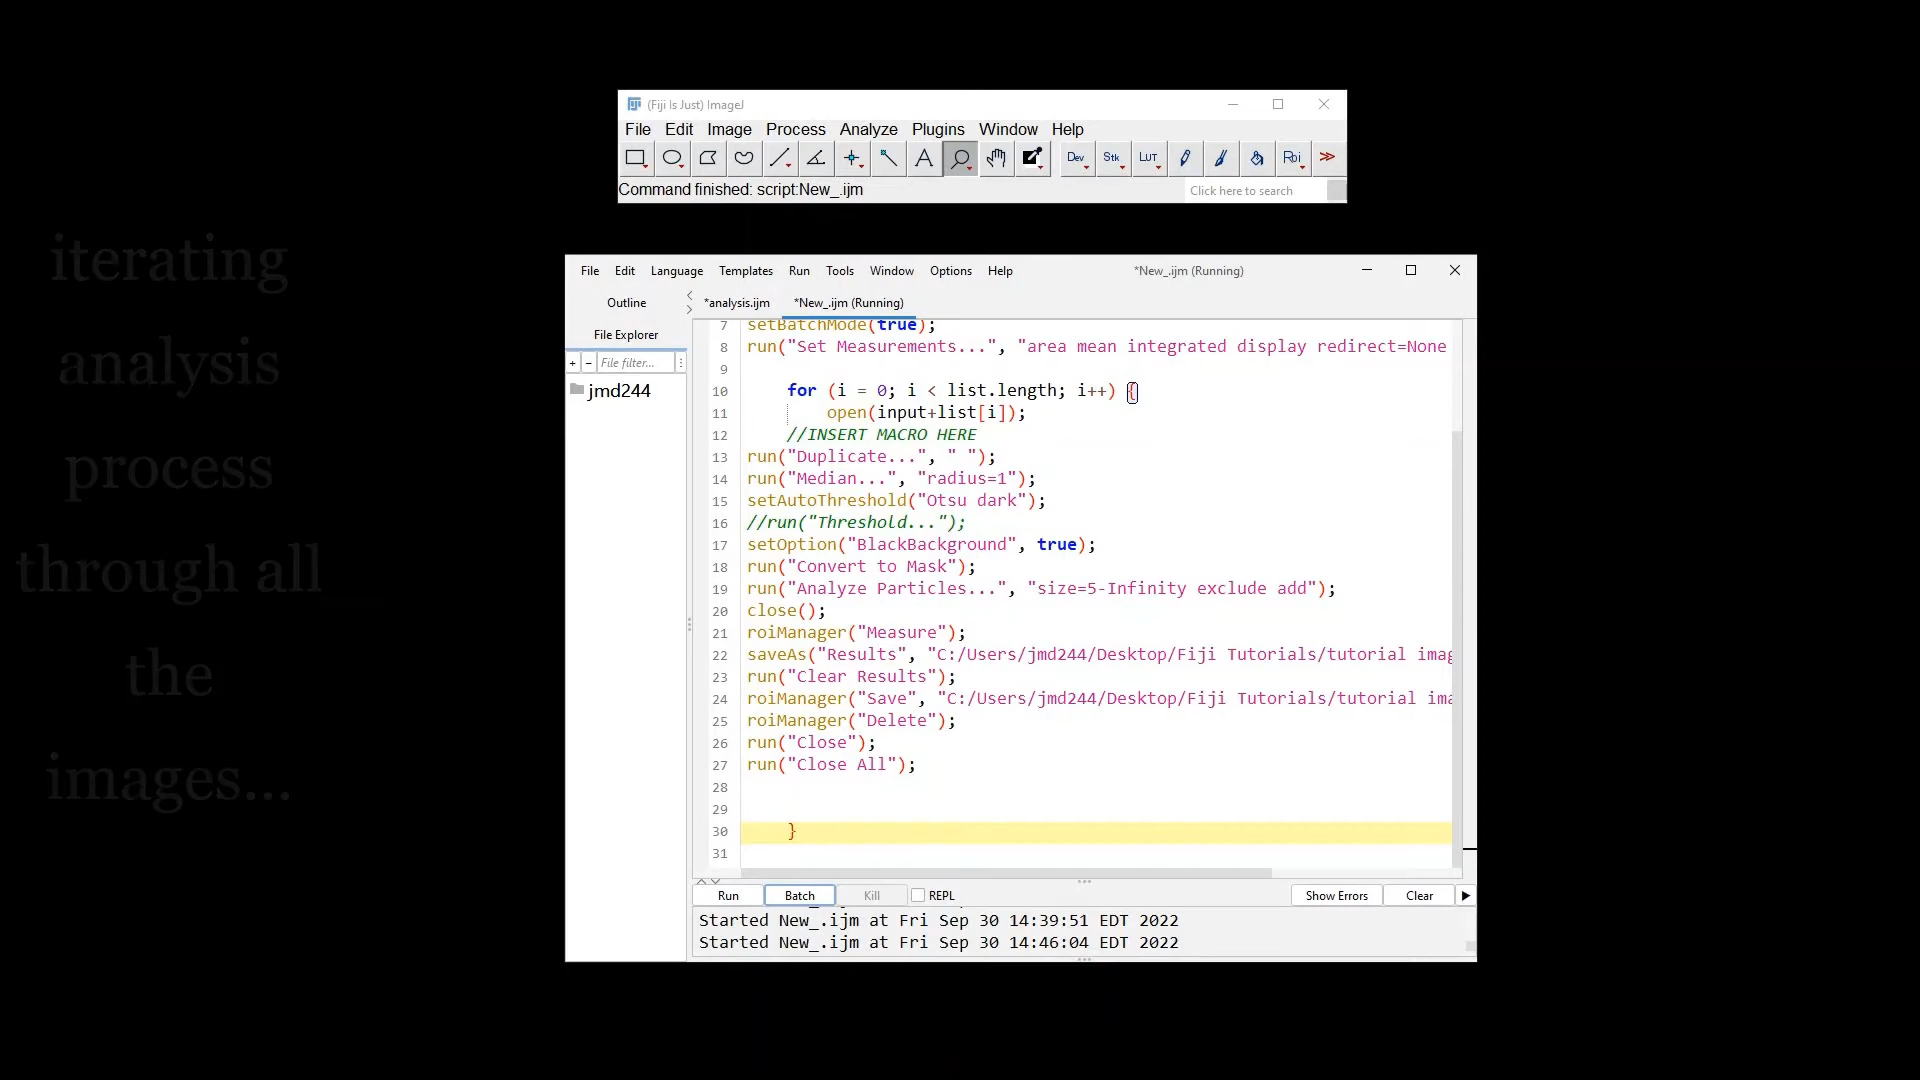 (Fiji Is Just) ImageJ
File Edit Image Process Analyze Plugins Window Help
Dev Stk LUT Roi >>
Command finished: script:New_.ijm
Click here to search
iterating
analysis
process
through all
the
images...
File Edit Language Templates Run Tools Window Options Help
*New_.ijm (Running)
Outline
*analysis.ijm
*New_.ijm (Running)
File Explorer
+ - File filter...
jmd244
7 setBatchMode(true);
8 run("Set Measurements...", "area mean integrated display redirect=None
9
10 for (i = 0; i < list.length; i++) {
11 open(input+list[i]);
12 //INSERT MACRO HERE
13 run("Duplicate...", " ");
14 run("Median...", "radius=1");
15 setAutoThreshold("Otsu dark");
16 //run("Threshold...");
17 setOption("BlackBackground", true);
18 run("Convert to Mask");
19 run("Analyze Particles...", "size=5-Infinity exclude add");
20 close();
21 roiManager("Measure");
22 saveAs("Results", "C:/Users/jmd244/Desktop/Fiji Tutorials/tutorial imag
23 run("Clear Results");
24 roiManager("Save", "C:/Users/jmd244/Desktop/Fiji Tutorials/tutorial ima
25 roiManager("Delete");
26 run("Close");
27 run("Close All");
28
29
30 }
31
Run Batch Kill REPL Show Errors Clear
Started New_.ijm at Fri Sep 30 14:39:51 EDT 2022
Started New_.ijm at Fri Sep 30 14:46:04 EDT 2022